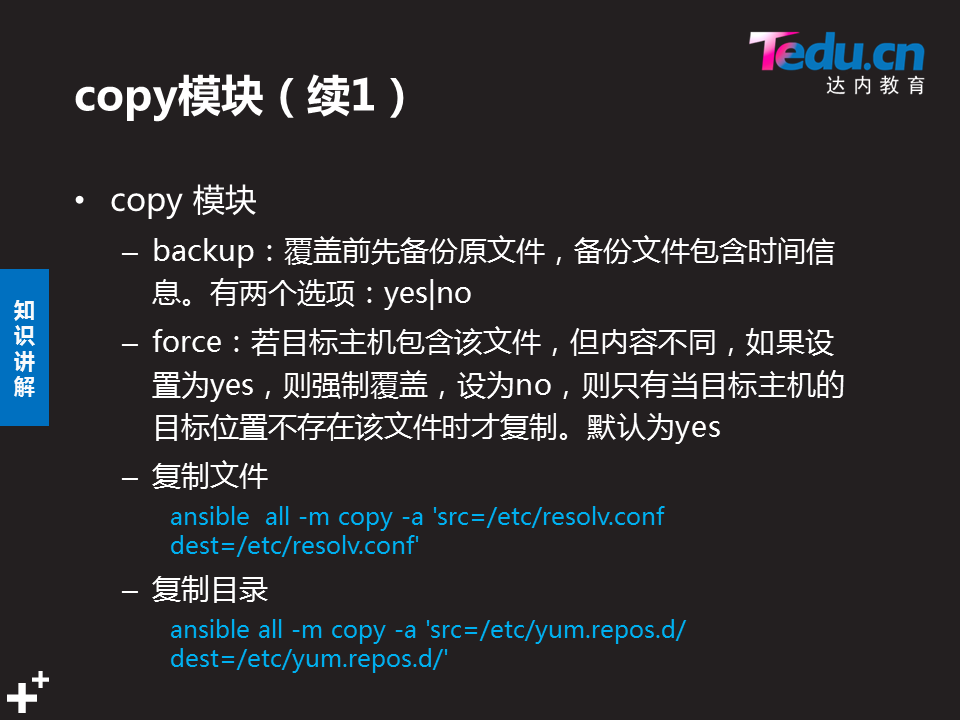 Tedu.cn
达内教育
copy模块（续1）
• copy 模块
– backup：覆盖前先备份原文件，备份文件包含时间信
息。有两个选项：yes|no
– force：若目标主机包含该文件，但内容不同，如果设
置为yes，则强制覆盖，设为no，则只有当目标主机的
目标位置不存在该文件时才复制。默认为yes
– 复制文件
ansible  all -m copy -a 'src=/etc/resolv.conf
dest=/etc/resolv.conf'
– 复制目录
ansible all -m copy -a 'src=/etc/yum.repos.d/
dest=/etc/yum.repos.d/'
知
识
讲
解